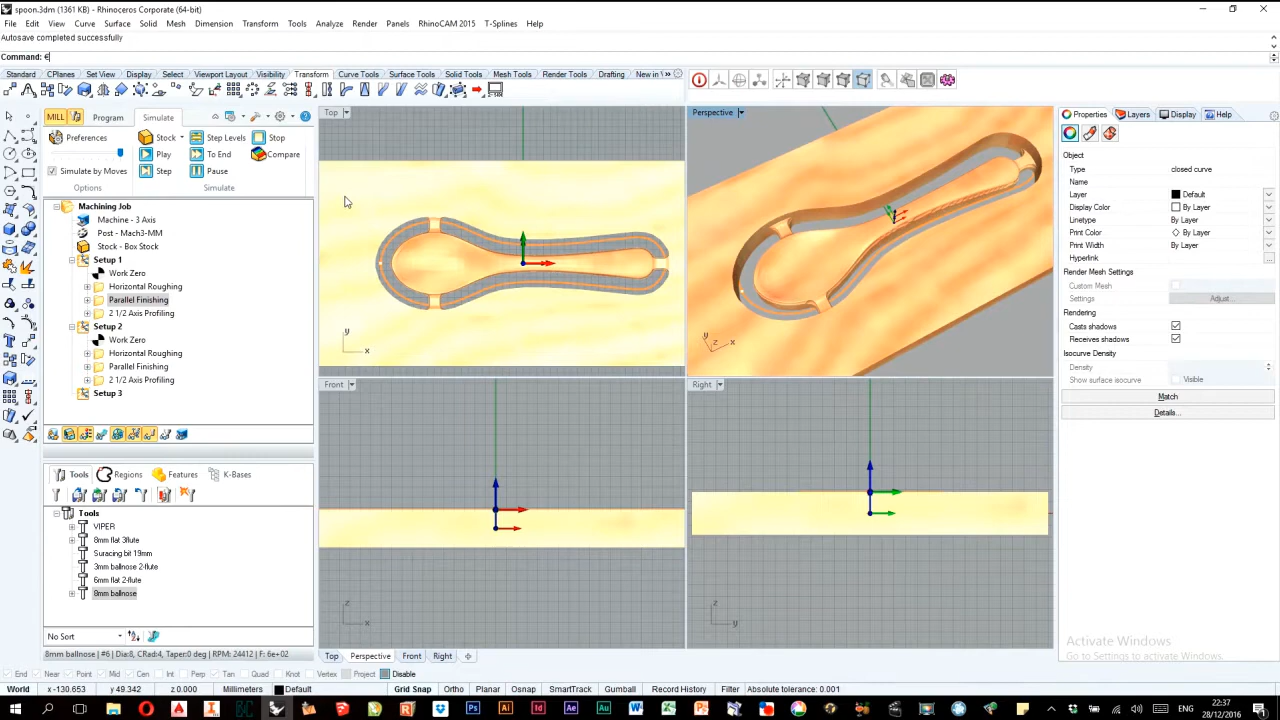 spoon.3dm (1361 KB) - Rhinoceros Corporate (64-bit)
File Edit View Curve Surface Solid Mesh Dimension Transform Tools Analyze Render Panels RhinoCAM 2015 T-Splines Help
Autosave completed successfully
Command: €
Standard CPlanes Set View Display Select Viewport Layout Visibility Transform Curve Tools Surface Tools Solid Tools Mesh Tools Render Tools Drafting New in V
MILL Program Simulate
Preferences Stock Step Levels Stop
Play To End Compare
Simulate by Moves Step Pause
Options Simulate
Machining Job
Machine - 3 Axis
Post - Mach3-MM
Stock - Box Stock
Setup 1
Work Zero
Horizontal Roughing
Parallel Finishing
2 1/2 Axis Profiling
Setup 2
Work Zero
Horizontal Roughing
Parallel Finishing
2 1/2 Axis Profiling
Setup 3
Tools Regions Features K-Bases
Tools
VIPER
8mm flat 3flute
Suracing bit 19mm
3mm ballnose 2-flute
6mm flat 2-flute
8mm ballnose
No Sort
8mm ballnose | #6 | Dia:8, CRad:4, Taper:0 deg | RPM: 24412 | F: 6e+02
Top
y
x
Perspective
y z x
Front
z
x
Right
z
y
Top Perspective Front Right
Properties Layers Display Help
Object
Type closed curve
Name
Layer Default
Display Color By Layer
Linetype By Layer
Print Color By Layer
Print Width By Layer
Hyperlink ...
Render Mesh Settings
Custom Mesh
Settings Adjust...
Rendering
Casts shadows
Receives shadows
Isocurve Density
Density
Show surface isocurve Visible
Match
Details...
Activate Windows
Go to Settings to activate Windows.
End Near Point Mid Cen Int Perp Tan Quad Knot Vertex Project Disable
World x -130.653 y 49.342 z 0.000 Millimeters Default Grid Snap Ortho Planar Osnap SmartTrack Gumball Record History Filter Absolute tolerance: 0.001
ENG 22:37
28/12/2016